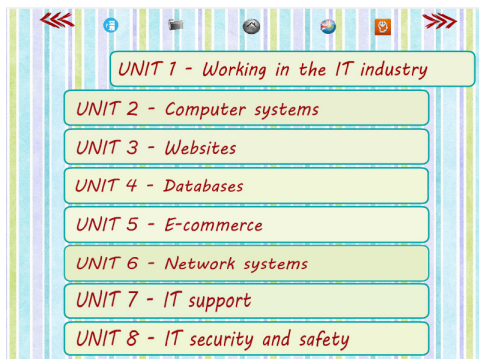 UNIT 1 - Working in the IT industry
UNIT 2 - Computer systems
UNIT 3 - Websites
UNIT 4 - Databases
UNIT 5 - E-commerce
UNIT 6 - Network systems
UNIT 7 - IT support
UNIT 8 - IT security and safety